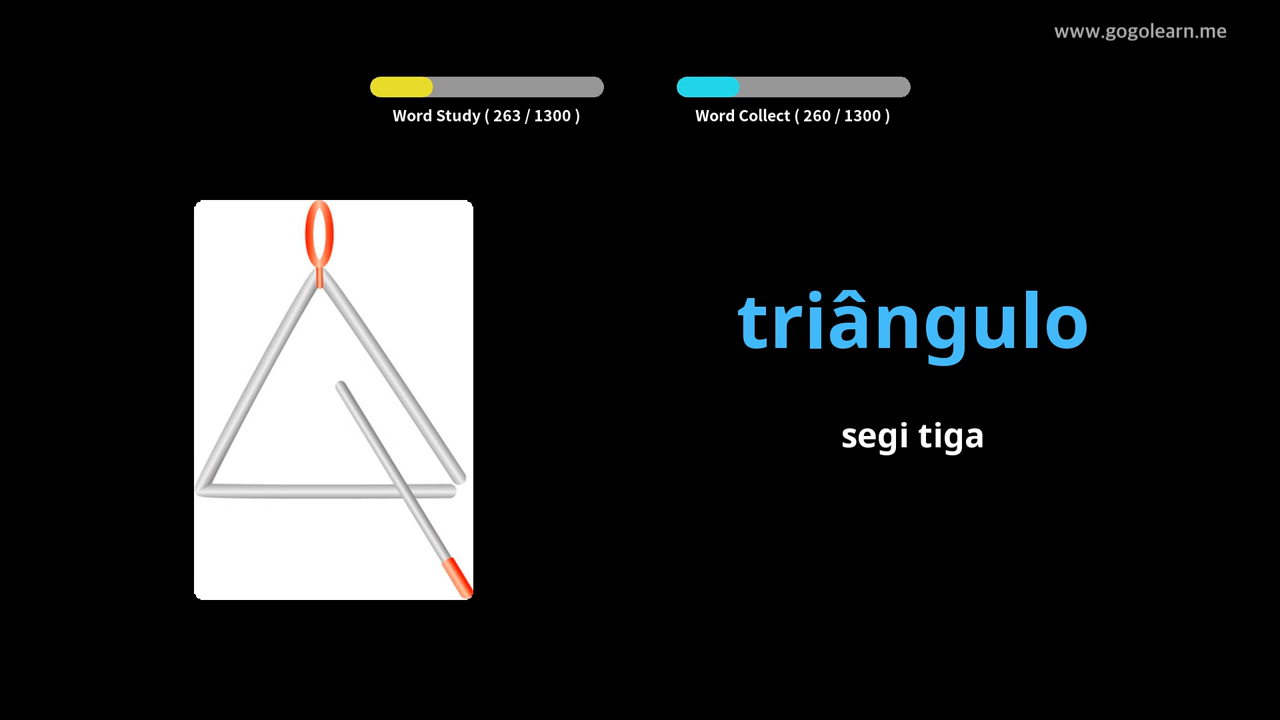 www.gogolearn.me
Word Study ( 263 / 1300 )
Word Collect ( 260 / 1300 )
triângulo
segi tiga